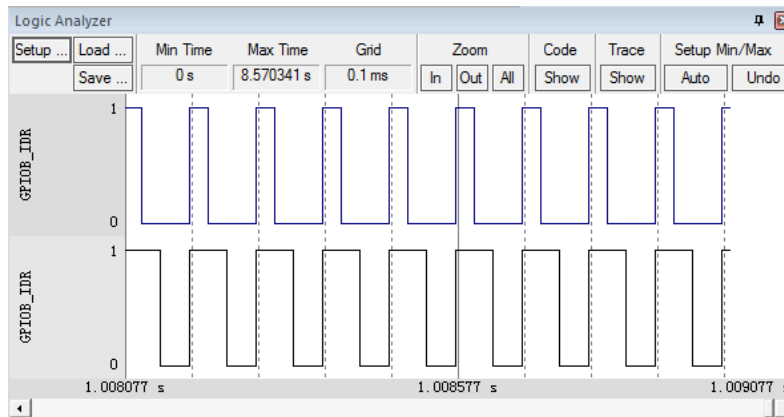 Logic Analyzer
Setup ... Load ... Min Time Max Time Grid Zoom Code Trace Setup Min/Max
Save ... 0 s 8.570341 s 0.1 ms In Out All Show Show Auto Undo
1
GPIOB_IDR
0
1
GPIOB_IDR
0
1.008077 s 1.008577 s 1.009077 s